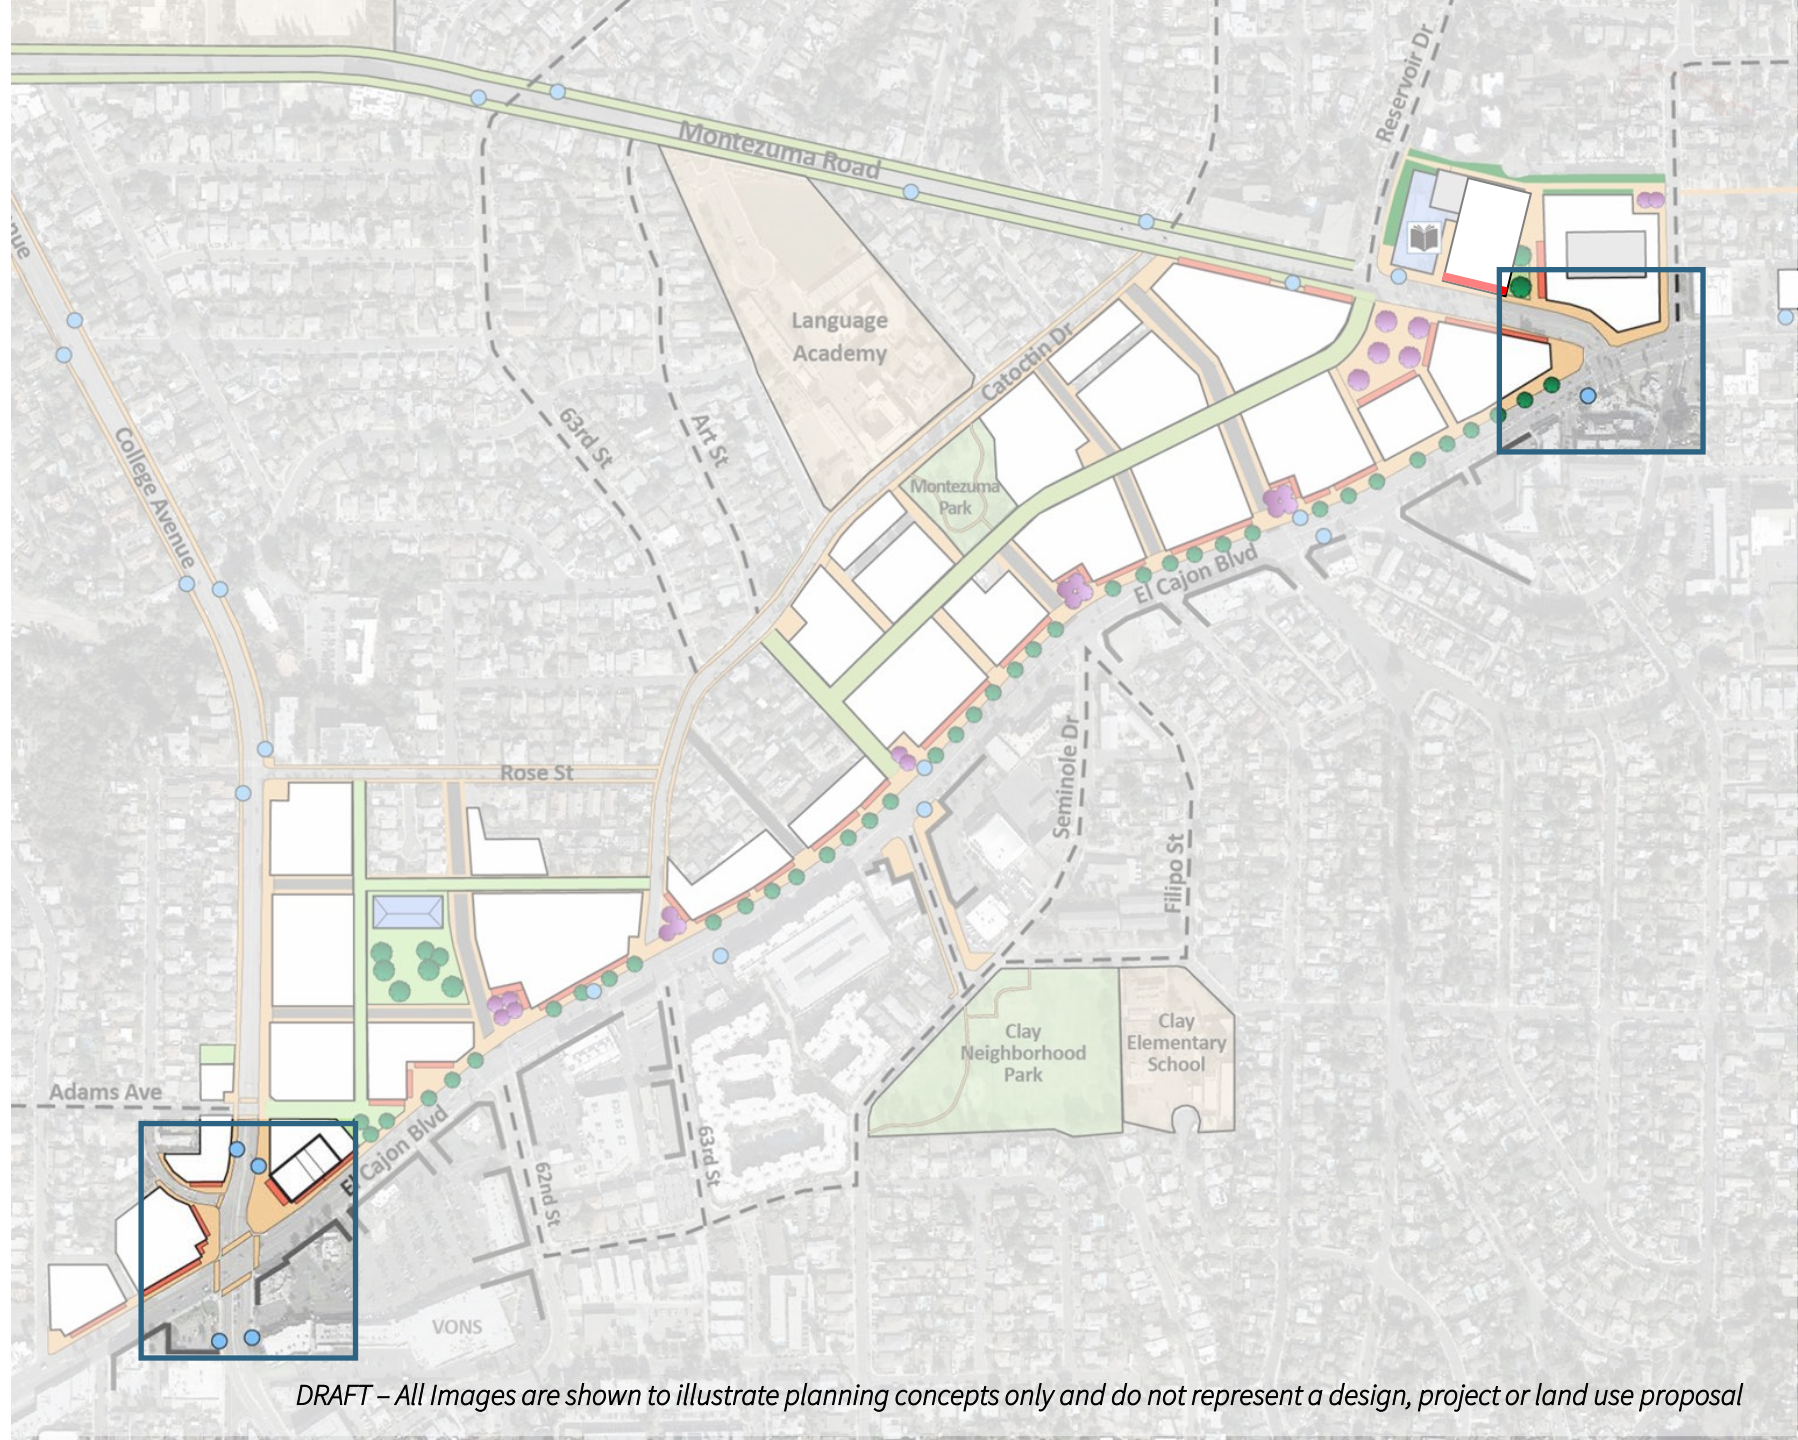 Reservoir Dr
Montezuma Road
nue
Language
Academy
Catoctin Dr
63rd St
Art St
College Avenue
Montezuma
Park
El Cajon Blvd
Seminole Dr
Rose St
Filipo St
Clay
Neighborhood
Park
Clay
Elementary
School
Adams Ave
El Cajon Blvd
63rd St
62nd St
VONS
DRAFT – All Images are shown to illustrate planning concepts only and do not represent a design, project or land use proposal